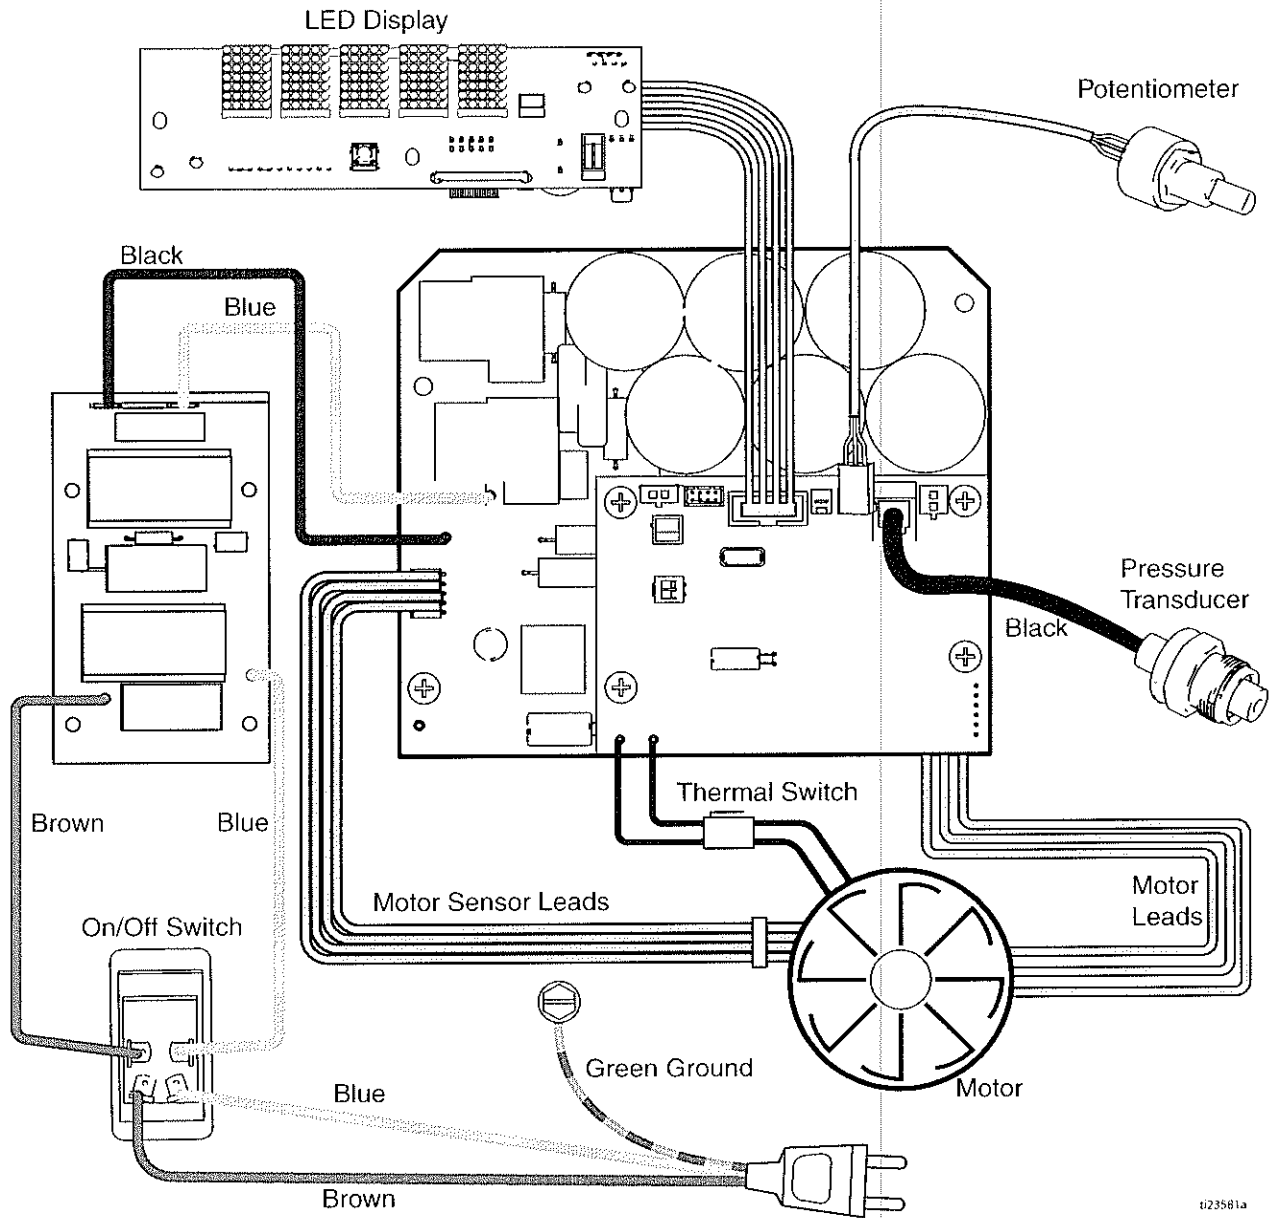 LED Display
Potentiometer
Black
Blue
Pressure
Transducer
Black
Thermal Switch
Brown
Blue
Motor Sensor Leads
Motor
Leads
On/Off Switch
Green Ground
Motor
Blue
Brown
ti23581a